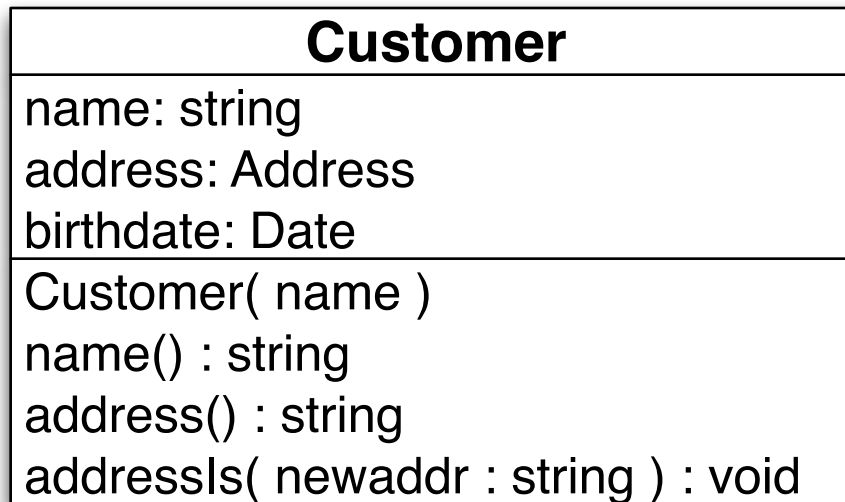 Customer
name: string
address: Address
birthdate: Date
Customer( name )
name() : string
address() : string
addressIs( newaddr : string ) : void